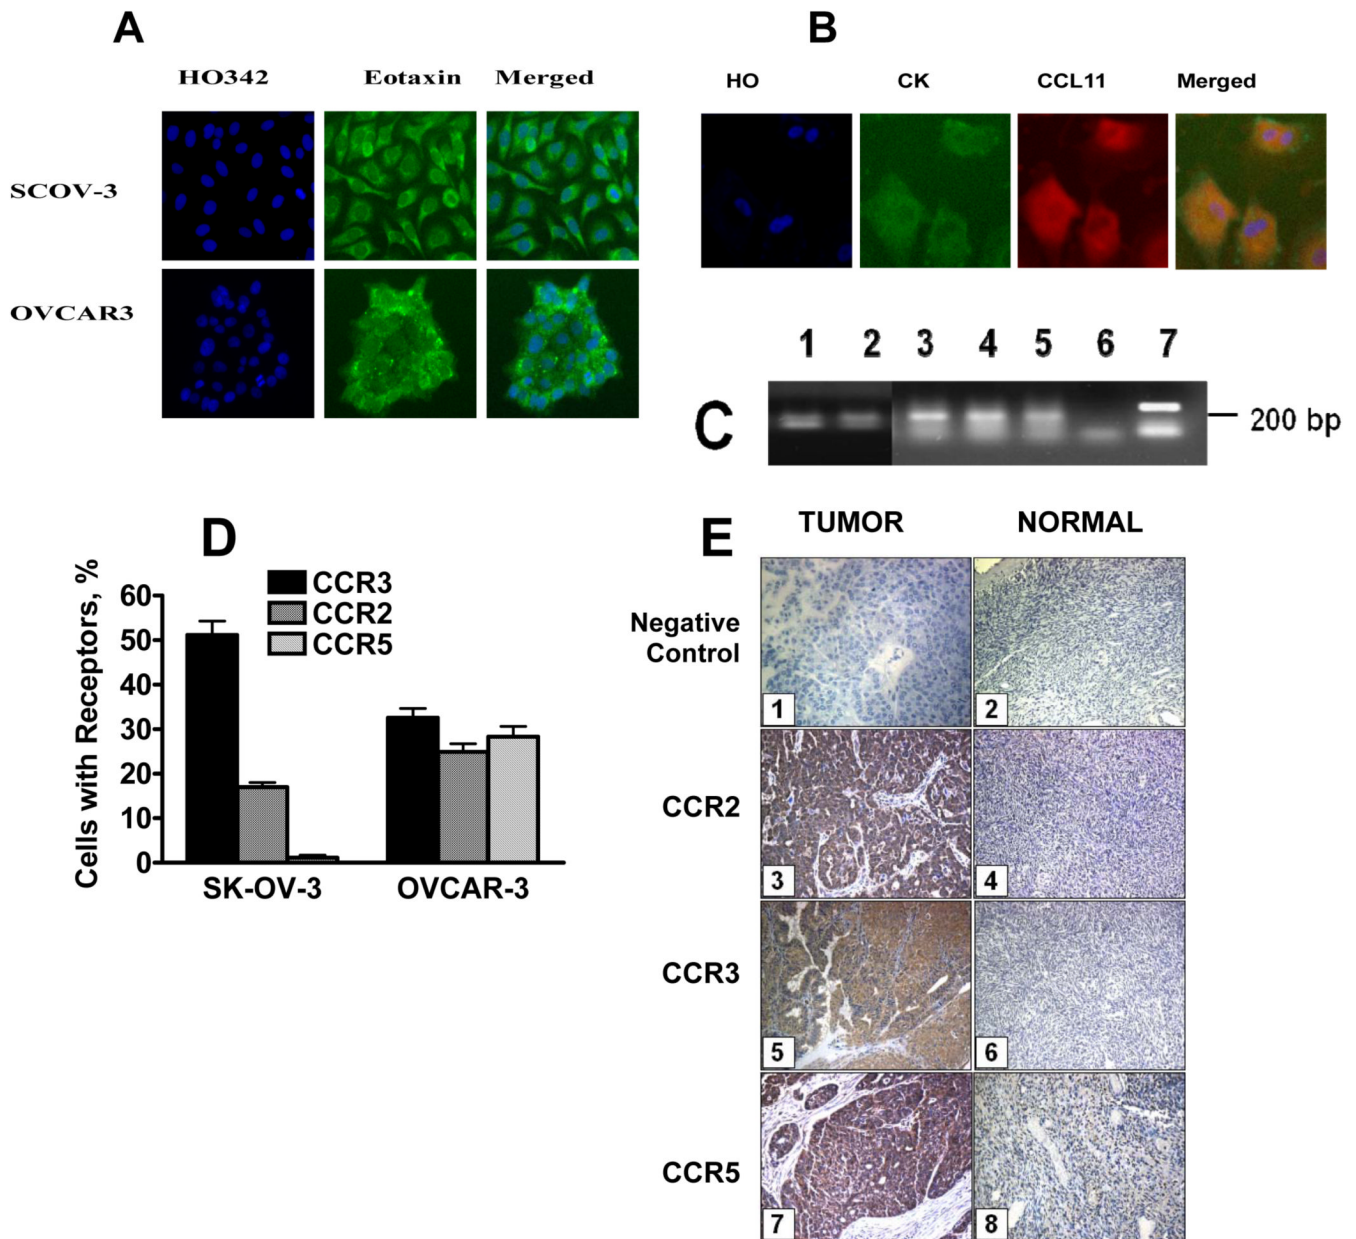 A
B
HO342 Eotaxin Merged
HO CK CCL11 Merged
SCOV-3
OVCAR3
1 2 3 4 5 6 7
C
200 bp
D
CCR3
CCR2
CCR5
Cells with Receptors, %
60
50
40
30
20
10
0
SK-OV-3 OVCAR-3
E
TUMOR NORMAL
Negative
Control
1 2
CCR2
3 4
CCR3
5 6
CCR5
7 8